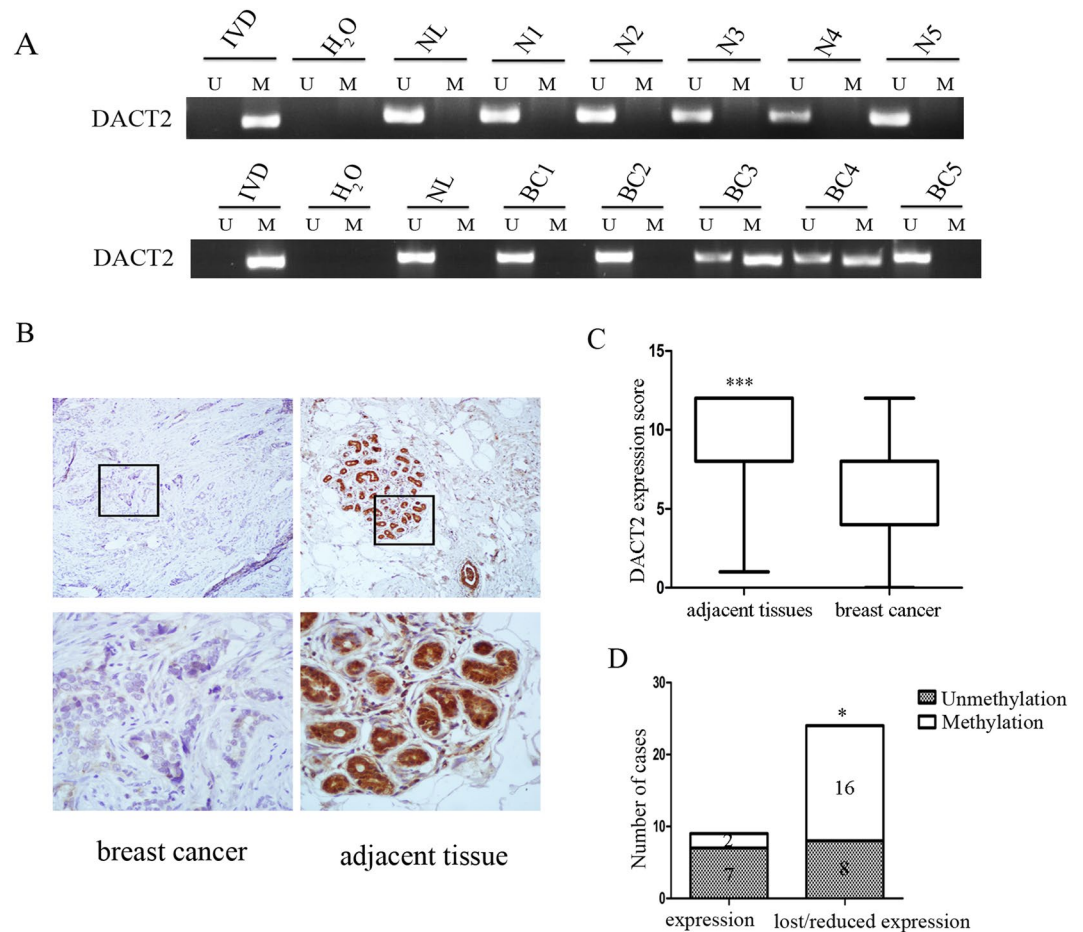 A
IVD H₂O NL N1 N2 N3 N4 N5
U M U M U M U M U M U M U M U M
DACT2
IVD H₂O NL BC1 BC2 BC3 BC4 BC5
U M U M U M U M U M U M U M U M
DACT2
B
breast cancer
adjacent tissue
C
DACT2 expression score
15
10
5
0
***
adjacent tissues
breast cancer
D
Number of cases
30
20
10
0
*
2
7
16
8
expression
lost/reduced expression
Unmethylation
Methylation